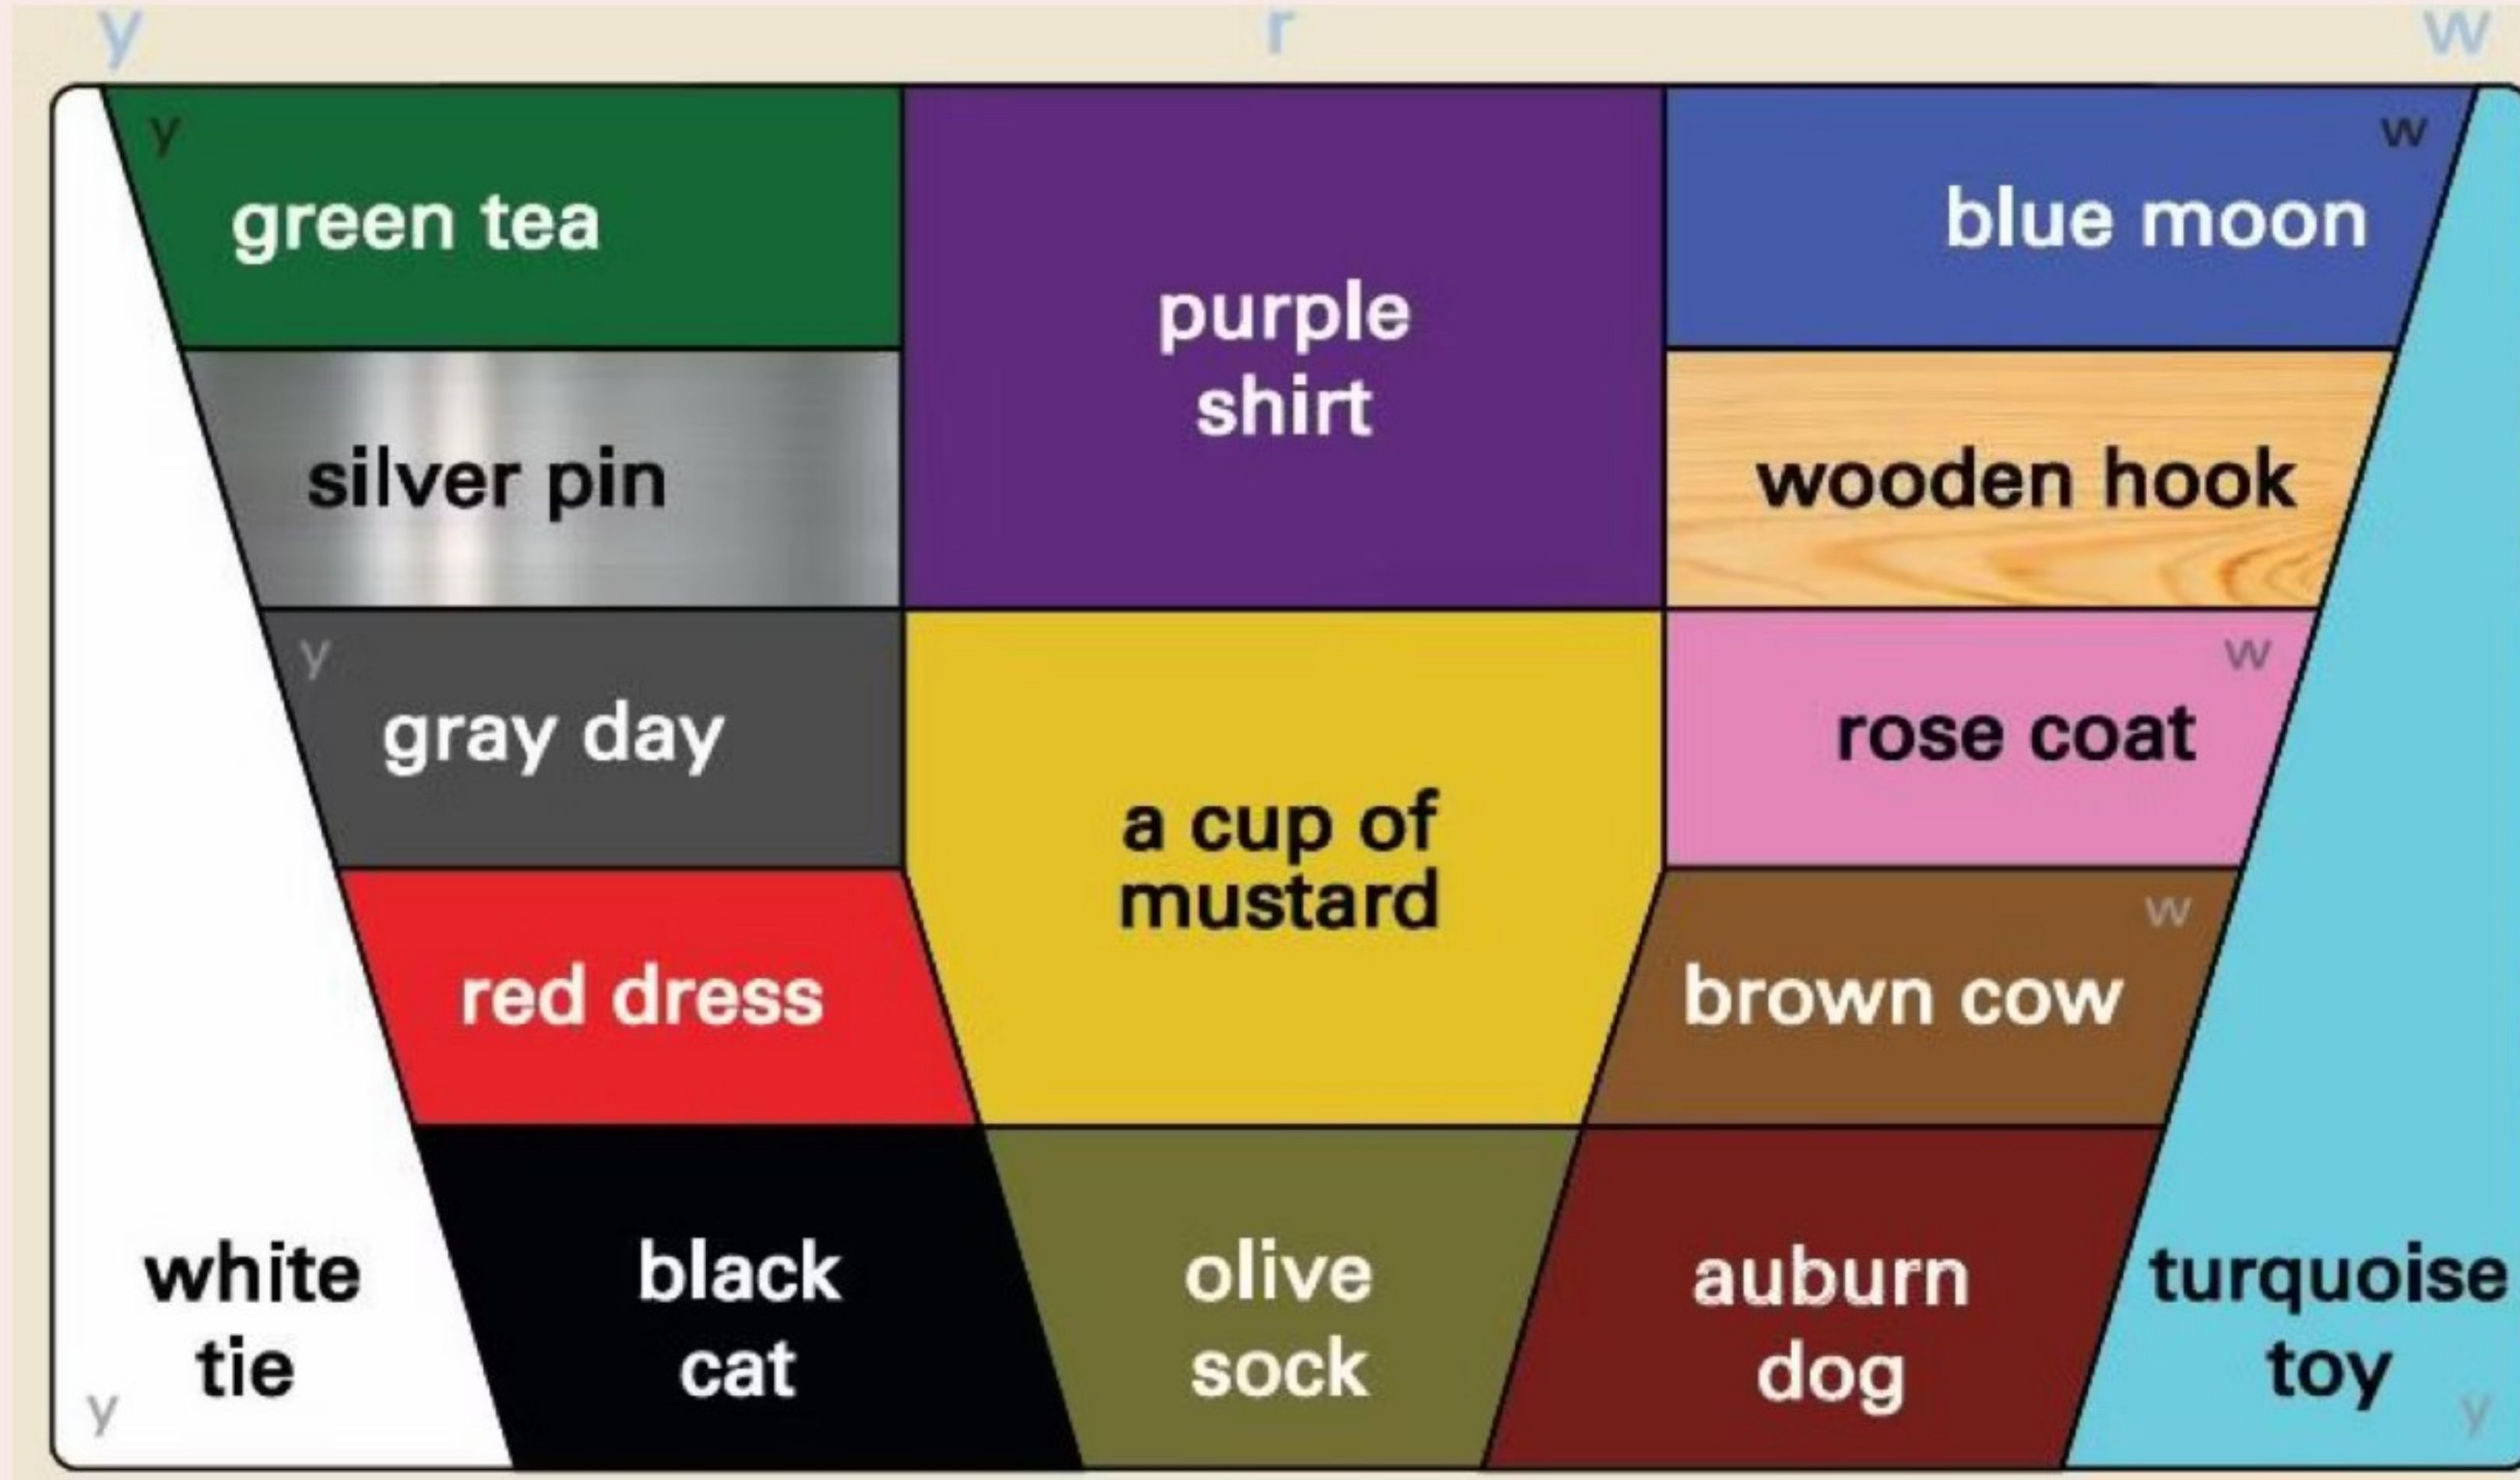 y r w
y w
green tea
blue moon
purple
shirt
silver pin
wooden hook
y w
gray day
rose coat
a cup of
mustard
w
red dress
brown cow
white
tie
black
cat
olive
sock
auburn
dog
turquoise
toy
y y